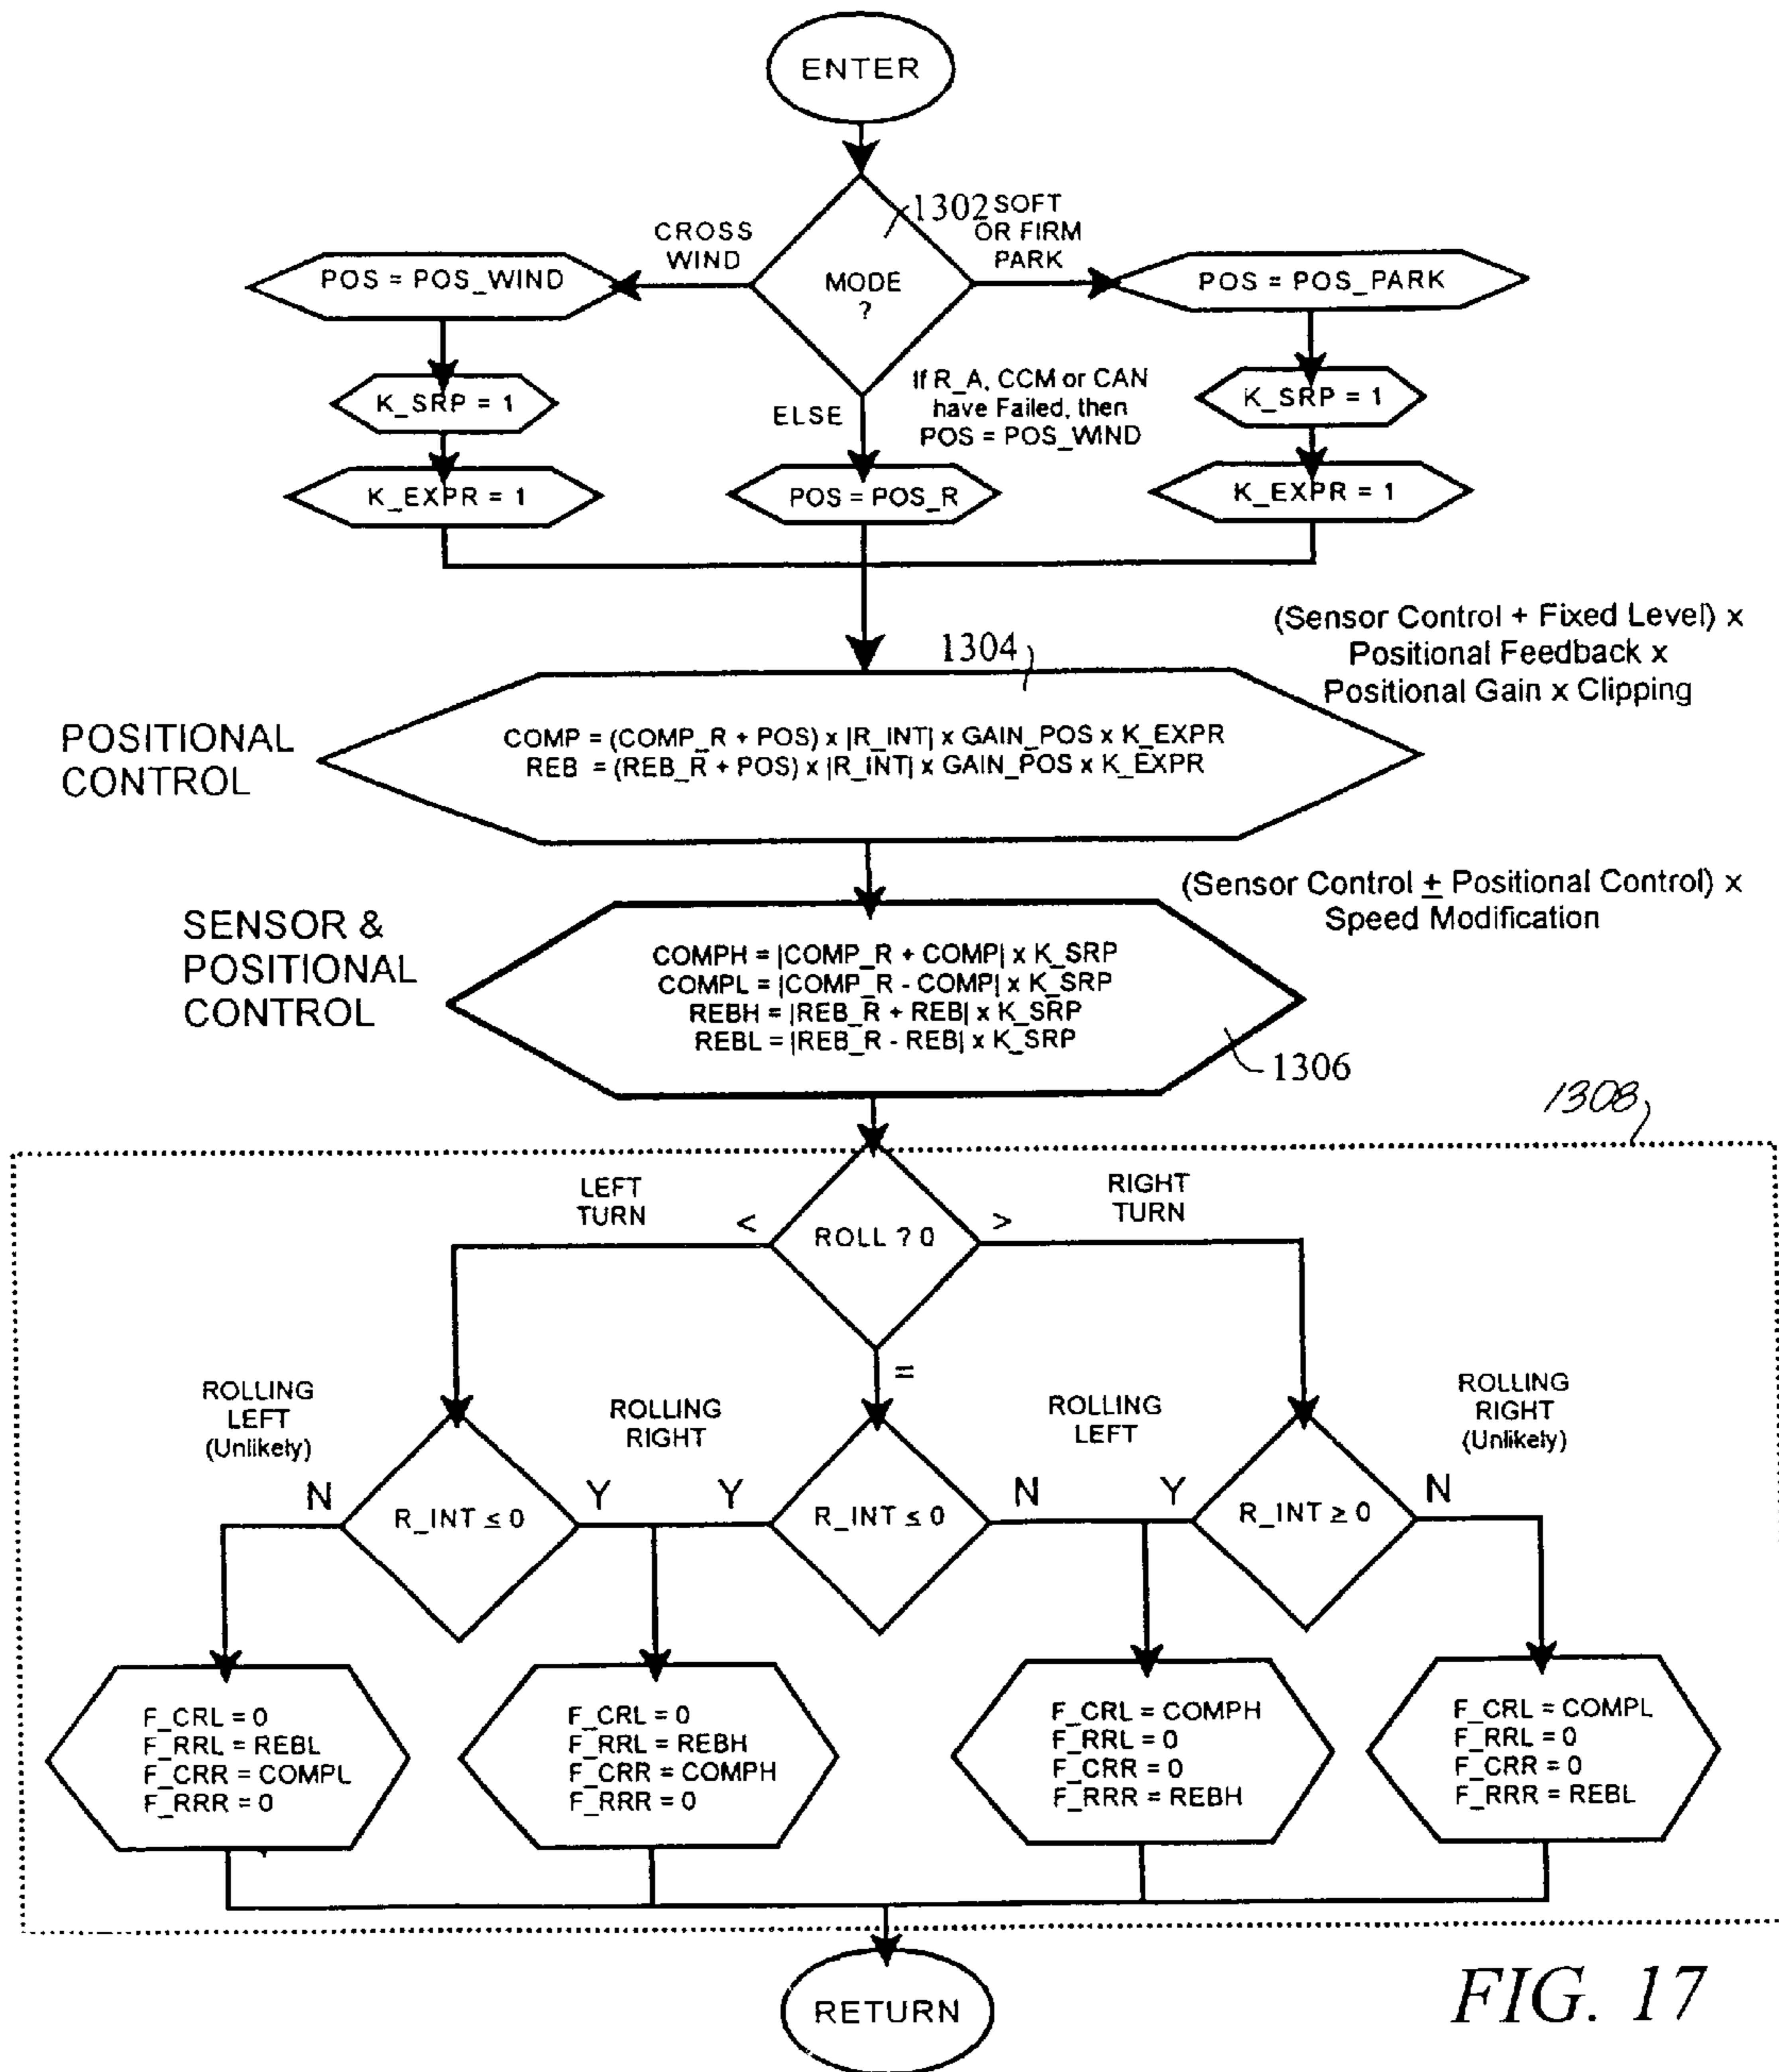 ENTER
1302
CROSS
WIND
SOFT
OR FIRM
PARK
MODE
?
POS = POS_WIND
POS = POS_PARK
K_SRP = 1
K_EXPR = 1
ELSE
If R_A, CCM or CAN
have Failed, then
POS = POS_WIND
POS = POS_R
K_SRP = 1
K_EXPR = 1
(Sensor Control + Fixed Level) x
Positional Feedback x
Positional Gain x Clipping
1304
POSITIONAL
CONTROL
COMP = (COMP_R + POS) x |R_INT| x GAIN_POS x K_EXPR
REB = (REB_R + POS) x |R_INT| x GAIN_POS x K_EXPR
(Sensor Control ± Positional Control) x
Speed Modification
SENSOR &
POSITIONAL
CONTROL
COMPH = |COMP_R + COMP| x K_SRP
COMPL = |COMP_R - COMP| x K_SRP
REBH = |REB_R + REB| x K_SRP
REBL = |REB_R - REB| x K_SRP
1306
1308
LEFT
TURN
<
ROLL ? 0
>
RIGHT
TURN
=
ROLLING
LEFT
(Unlikely)
ROLLING
RIGHT
ROLLING
LEFT
ROLLING
RIGHT
(Unlikely)
N
R_INT ≤ 0
Y
Y
R_INT ≤ 0
N
Y
R_INT ≥ 0
N
F_CRL = 0
F_RRL = REBL
F_CRR = COMPL
F_RRR = 0
F_CRL = 0
F_RRL = REBH
F_CRR = COMPH
F_RRR = 0
F_CRL = COMPH
F_RRL = 0
F_CRR = 0
F_RRR = REBH
F_CRL = COMPL
F_RRL = 0
F_CRR = 0
F_RRR = REBL
RETURN
FIG. 17